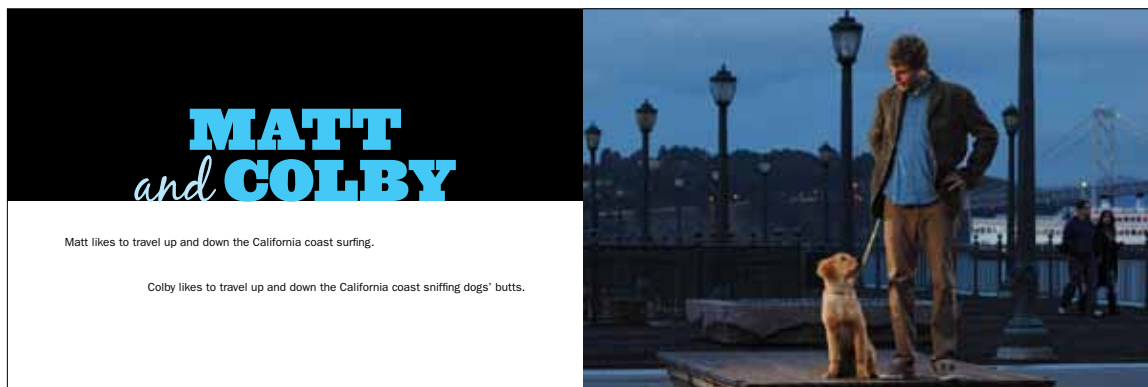 MATT
and COLBY
Matt likes to travel up and down the California coast surfing.
Colby likes to travel up and down the California coast sniffing dogs’ butts.